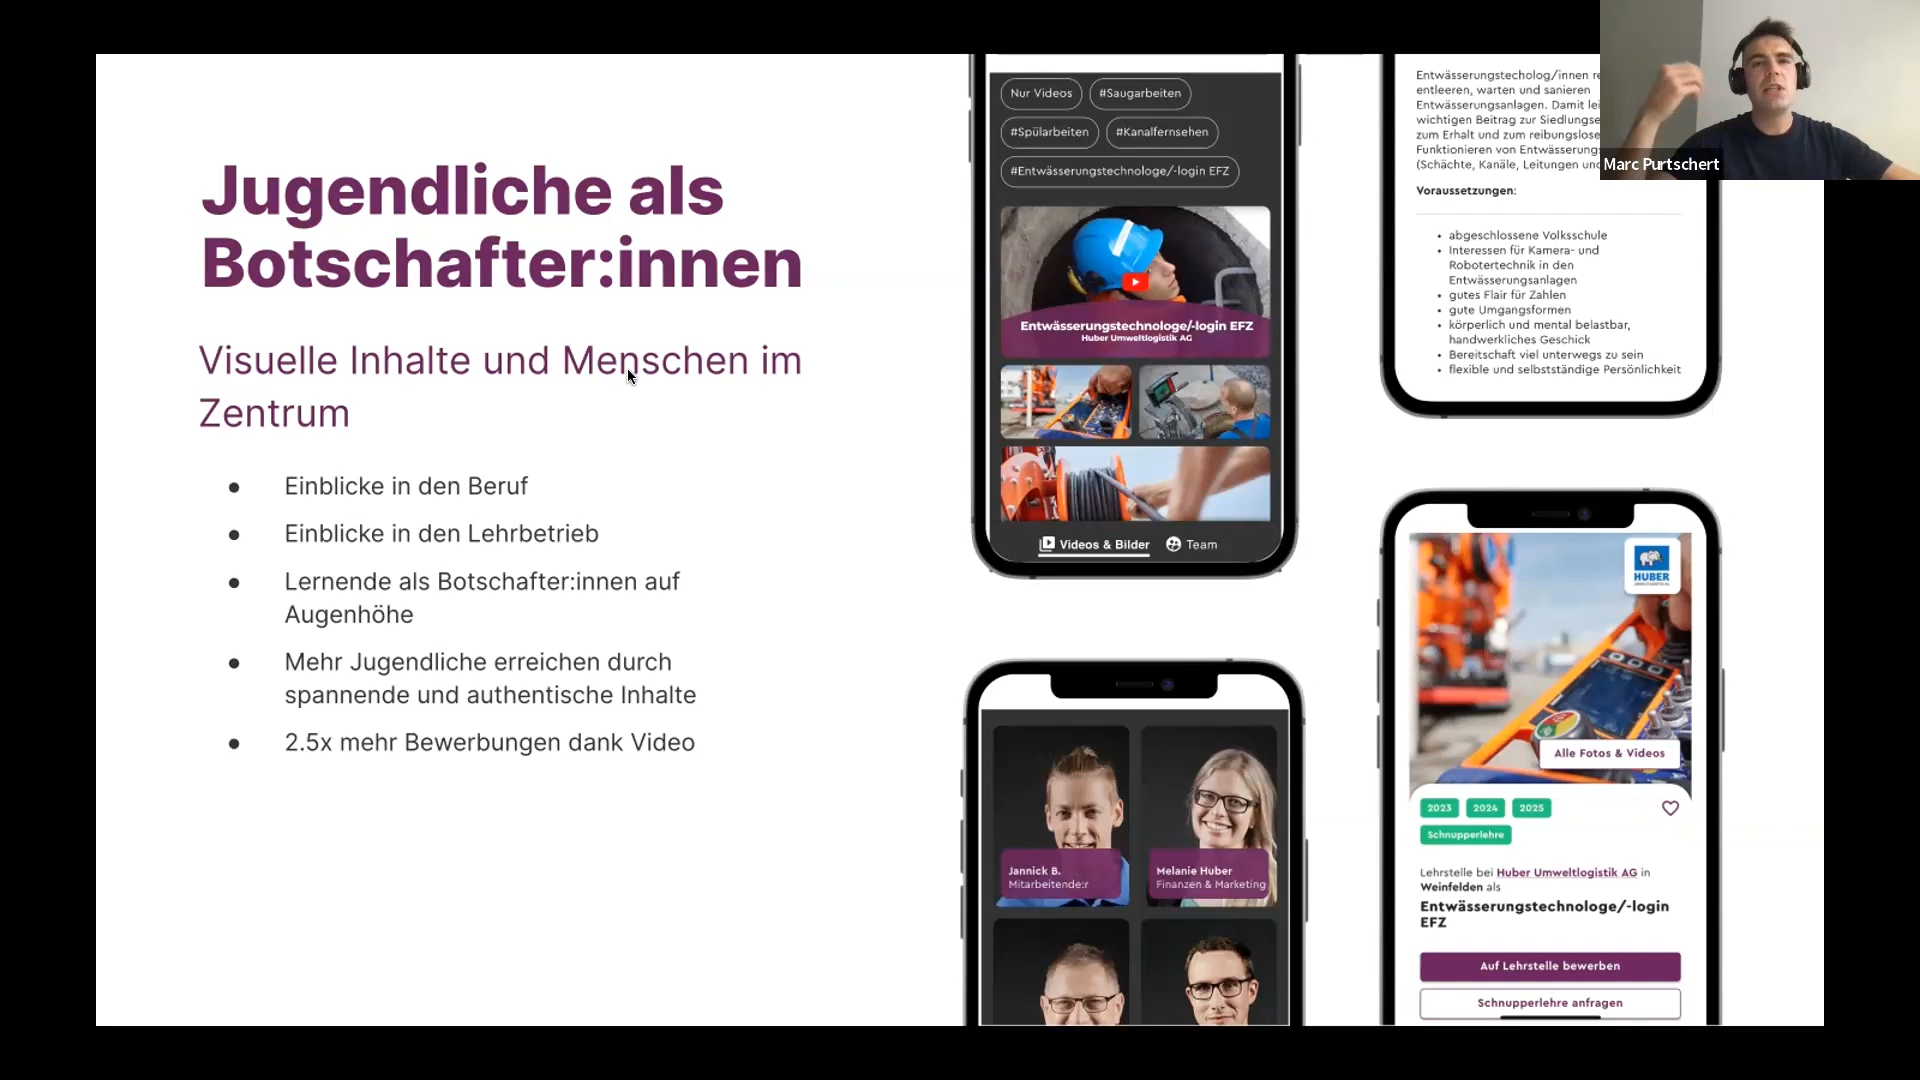 Jugendliche als
Botschafter:innen
Visuelle Inhalte und Menschen im
Zentrum
● Einblicke in den Beruf
● Einblicke in den Lehrbetrieb
● Lernende als Botschafter:innen auf
Augenhöhe
● Mehr Jugendliche erreichen durch
spannende und authentische Inhalte
● 2.5x mehr Bewerbungen dank Video
Nur Videos
#Saugarbeiten
#Spülarbeiten
#Kanalfernsehen
#Entwässerungstechnologe/-login EFZ
Entwässerungstechnologe/-login EFZ
Huber Umweltlogistik AG
Videos & Bilder
Team
Jannick B.
Mitarbeitende:r
Melanie Huber
Finanzen & Marketing
Entwässerungstecholog/innen
entleeren, warten und sanieren
Entwässerungsanlagen. Damit
wichtigen Beitrag zur
zum Erhalt und zum
Funktionieren von
(Schächte, Kanäle, Leitungen
Voraussetzungen:
• abgeschlossene Volksschule
• Interessen für Kamera- und
Robotertechnik in den
Entwässerungsanlagen
• gutes Flair für Zahlen
• gute Umgangsformen
• körperlich und mental belastbar,
handwerkliches Geschick
• Bereitschaft viel unterwegs zu sein
• flexible und selbstständige Persönlichkeit
HUBER
Alle Fotos & Videos
2023
2024
2025
Schnupperlehre
Lehrstelle bei Huber Umweltlogistik AG in
Weinfelden als
Entwässerungstechnologe/-login
EFZ
Auf Lehrstelle bewerben
Schnupperlehre anfragen
Marc Purtschert